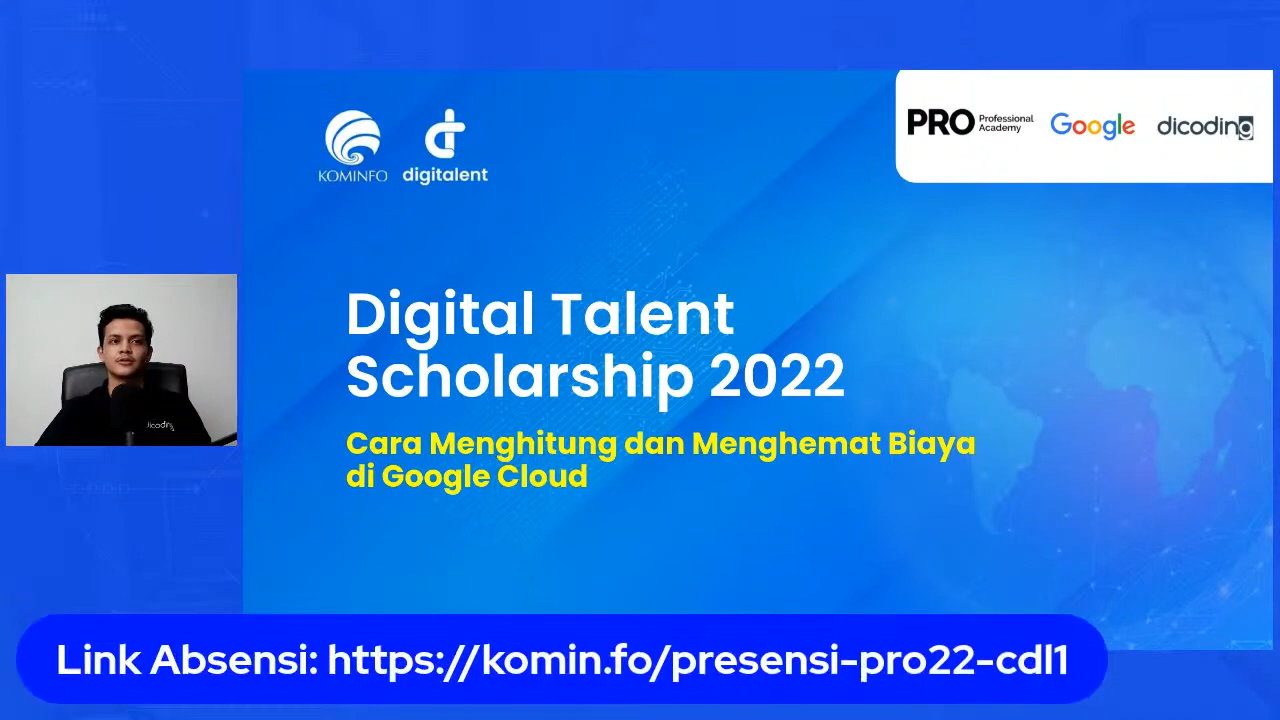 KOMINFO
digitalent
PRO Professional Academy
Google
dicoding
Digital Talent
Scholarship 2022
Cara Menghitung dan Menghemat Biaya
di Google Cloud
dicoding
Link Absensi: https://komin.fo/presensi-pro22-cdl1